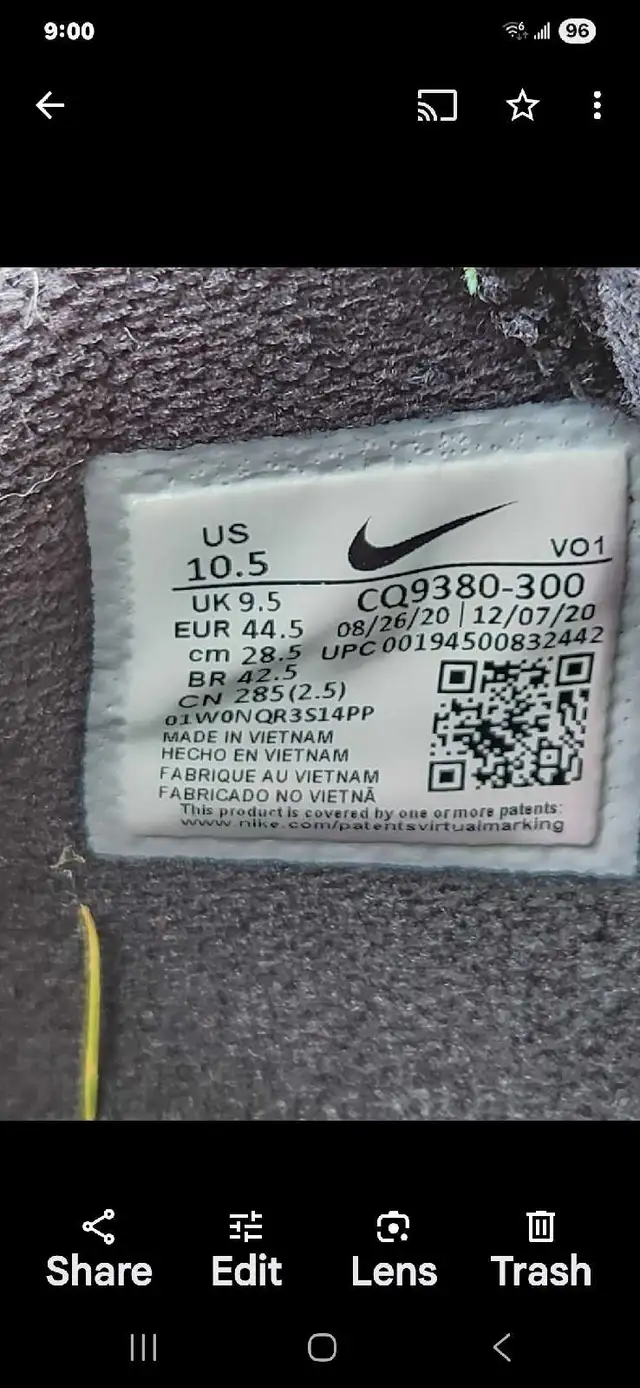 9:00
96
US
10.5
VO1
UK 9.5
CQ9380-300
EUR 44.5
08/26/20 | 12/07/20
cm 28.5
UPC 00194500832442
BR 42.5
CN 285(2.5)
01W0NQR3S14PP
MADE IN VIETNAM
HECHO EN VIETNAM
FABRIQUE AU VIETNAM
FABRICADO NO VIETNÃ
This product is covered by one or more patents:
www.nike.com/patentsvirtualmarking
Share
Edit
Lens
Trash